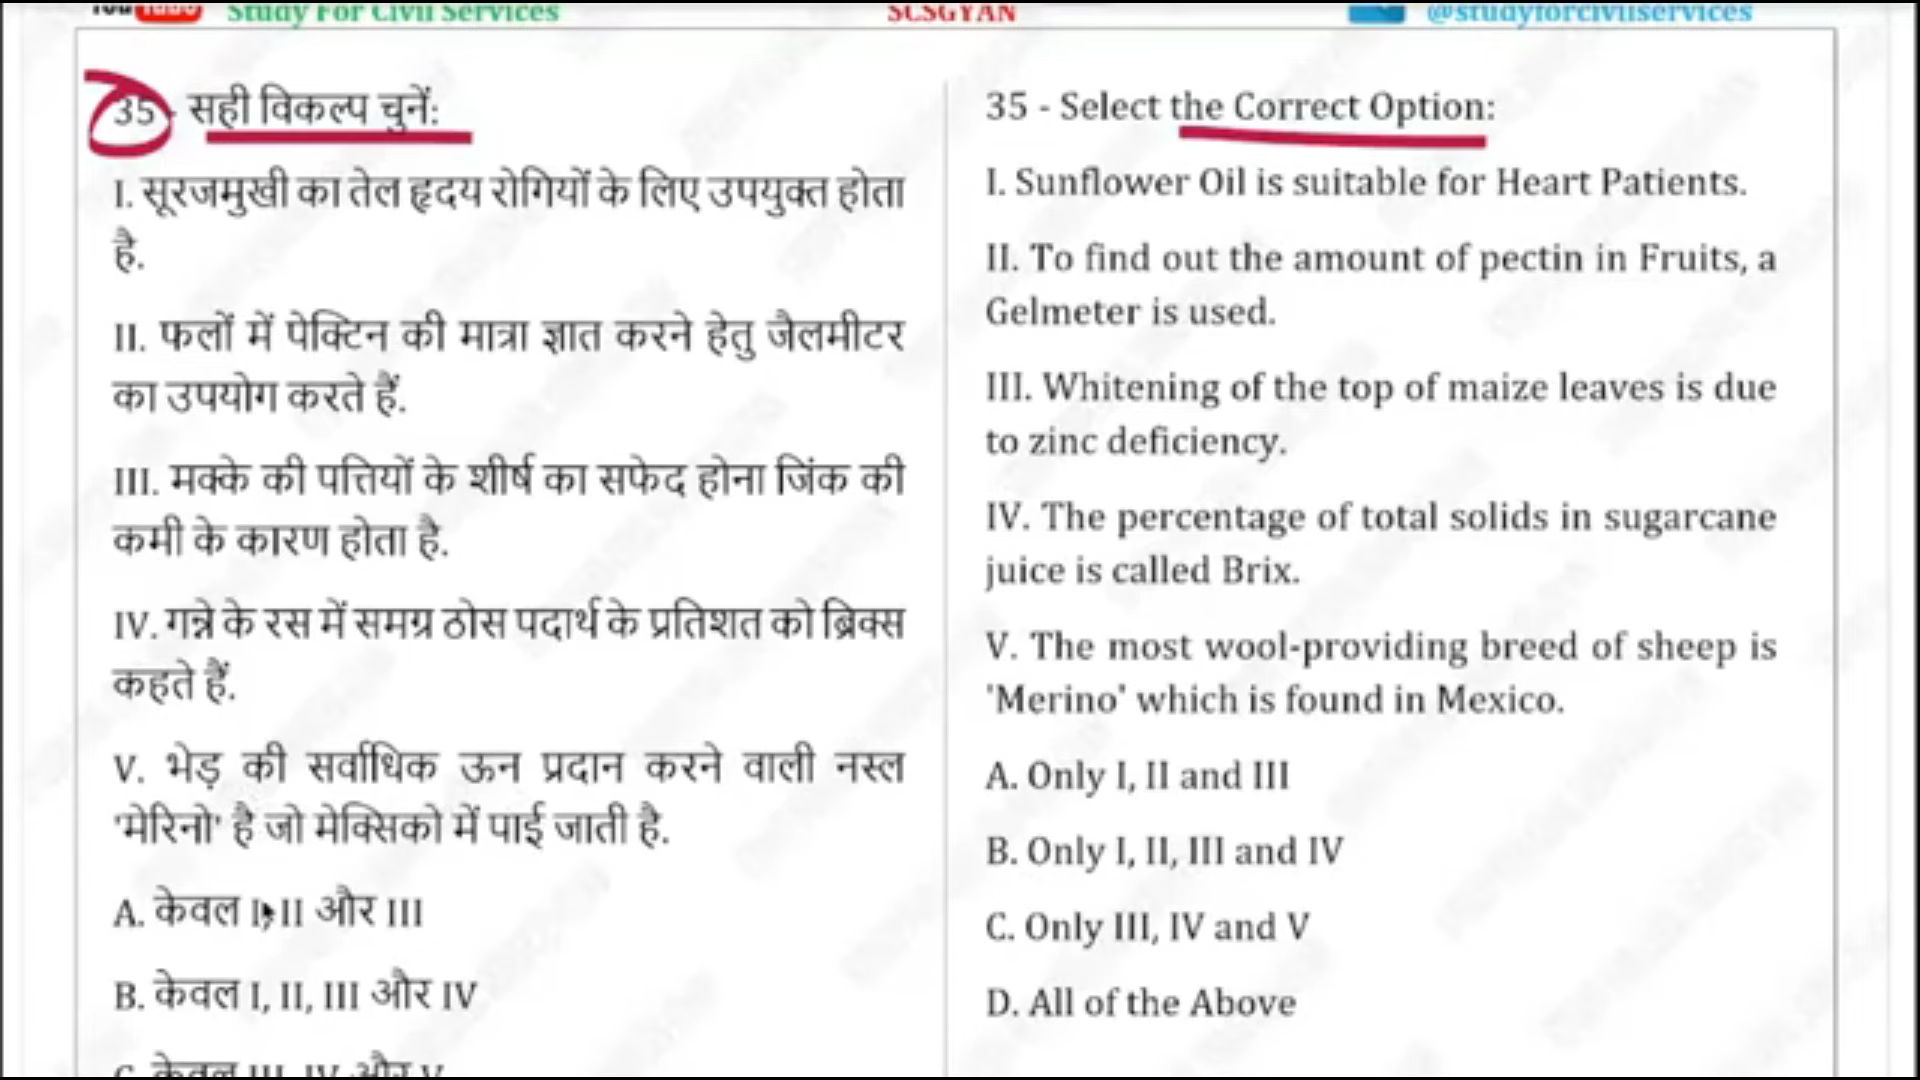 Study For Civil Services
SCSGYAN
@studyforcivilservices
35 - सही विकल्प चुनें:
I. सूरजमुखी का तेल हृदय रोगियों के लिए उपयुक्त होता
है.
II. फलों में पेक्टिन की मात्रा ज्ञात करने हेतु जैलमीटर
का उपयोग करते हैं.
III. मक्के की पत्तियों के शीर्ष का सफेद होना जिंक की
कमी के कारण होता है.
IV. गन्ने के रस में समग्र ठोस पदार्थ के प्रतिशत को ब्रिक्स
कहते हैं.
V. भेड़ की सर्वाधिक ऊन प्रदान करने वाली नस्ल
'मेरिनो' है जो मेक्सिको में पाई जाती है.
A. केवल I, II और III
B. केवल I, II, III और IV
C. केवल III, IV और V
35 - Select the Correct Option:
I. Sunflower Oil is suitable for Heart Patients.
II. To find out the amount of pectin in Fruits, a
Gelmeter is used.
III. Whitening of the top of maize leaves is due
to zinc deficiency.
IV. The percentage of total solids in sugarcane
juice is called Brix.
V. The most wool-providing breed of sheep is
'Merino' which is found in Mexico.
A. Only I, II and III
B. Only I, II, III and IV
C. Only III, IV and V
D. All of the Above